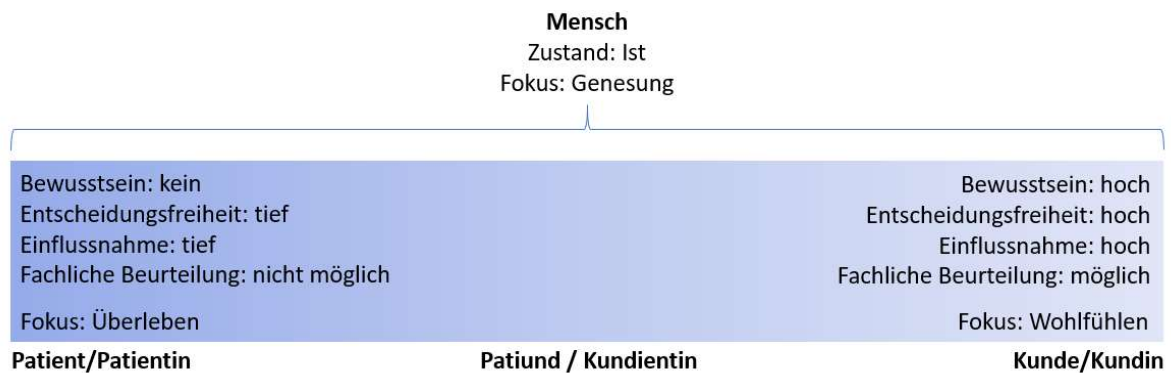 Mensch
Zustand: Ist
Fokus: Genesung
Bewusstsein: kein
Entscheidungsfreiheit: tief
Einflussnahme: tief
Fachliche Beurteilung: nicht möglich
Fokus: Überleben
Bewusstsein: hoch
Entscheidungsfreiheit: hoch
Einflussnahme: hoch
Fachliche Beurteilung: möglich
Fokus: Wohlfühlen
Patient/Patientin Patiund / Kundientin Kunde/Kundin